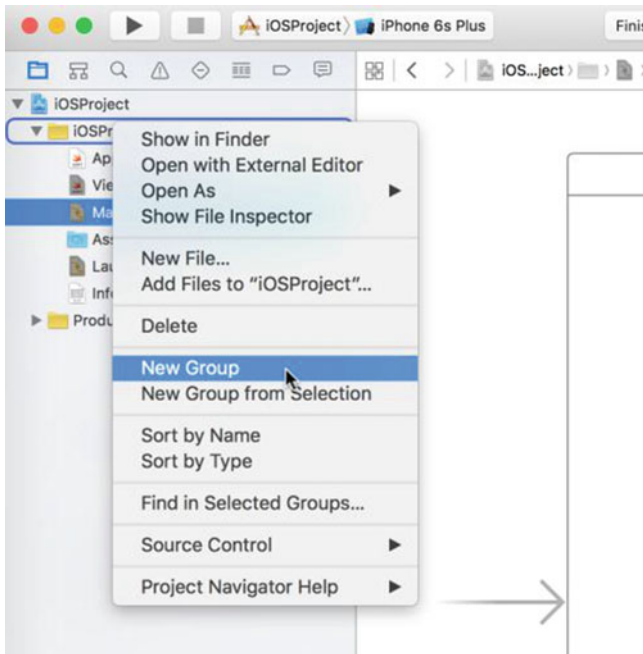 iOSProject
iPhone 6s Plus
Finis
iOS...ject
iOSProject
iOSPr
Ap
Vie
Ma
Ass
Lau
Info
Produ
Show in Finder
Open with External Editor
Open As
Show File Inspector
New File...
Add Files to “iOSProject”...
Delete
New Group
New Group from Selection
Sort by Name
Sort by Type
Find in Selected Groups...
Source Control
Project Navigator Help